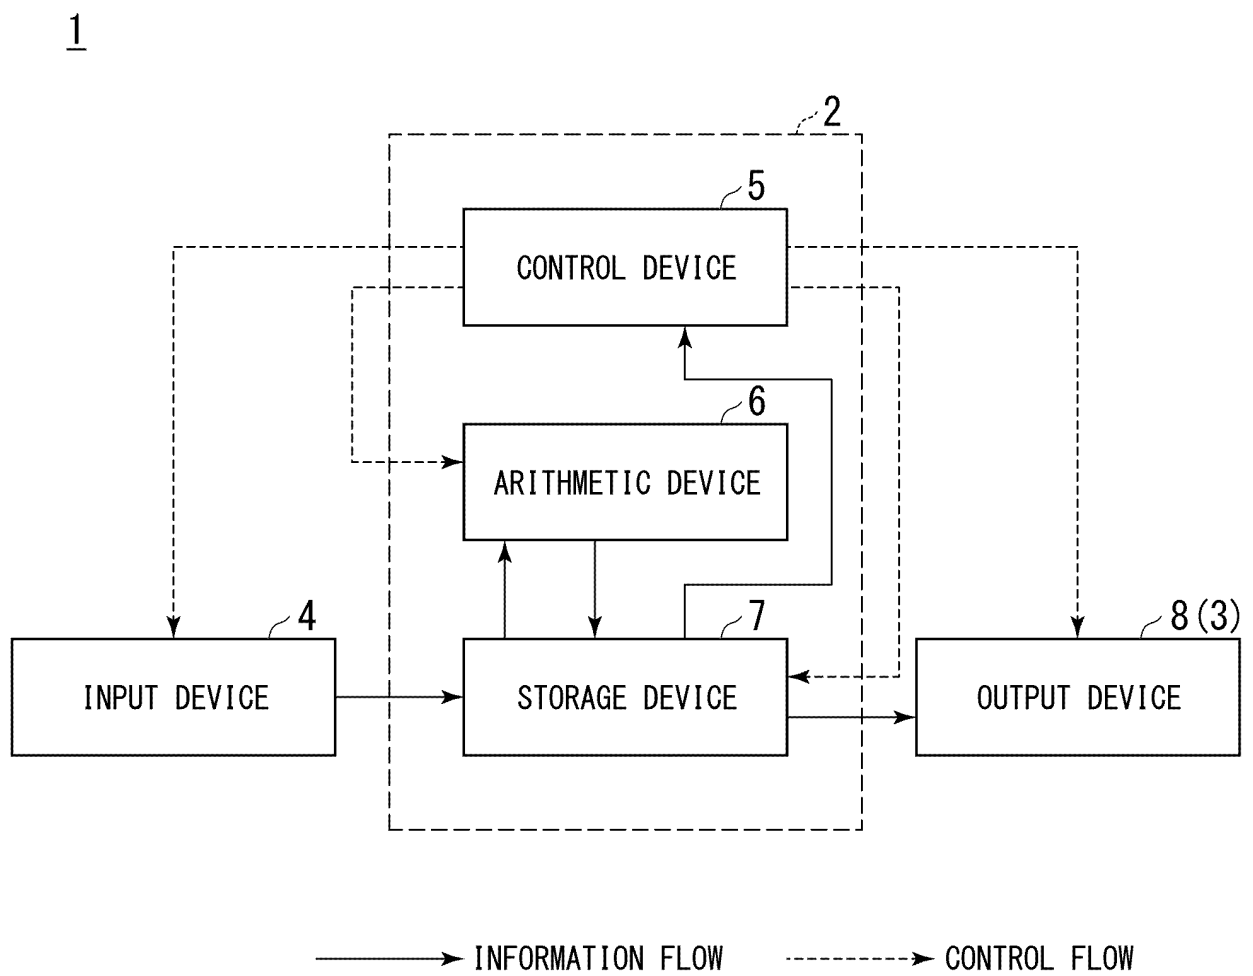 1
2
5
CONTROL DEVICE
6
ARITHMETIC DEVICE
4
7
8(3)
INPUT DEVICE
STORAGE DEVICE
OUTPUT DEVICE
INFORMATION FLOW
CONTROL FLOW